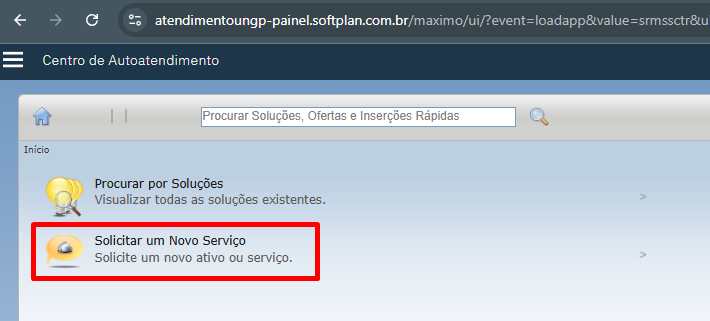 atendimentoungp-painel.softplan.com.br/maximo/ui/?event=loadapp&value=srmssctr&u
Centro de Autoatendimento
Procurar Soluções, Ofertas e Inserções Rápidas
Início
Procurar por Soluções
Visualizar todas as soluções existentes.
>
Solicitar um Novo Serviço
Solicite um novo ativo ou serviço.
>